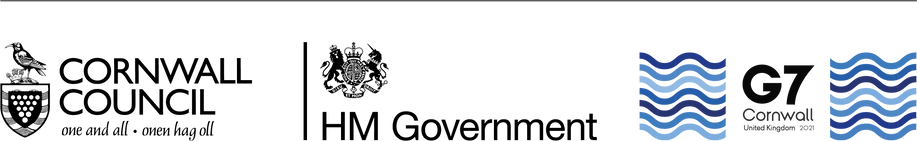 CORNWALL
COUNCIL
one and all • onen hag oll
HM Government
G7
Cornwall
United Kingdom 2021